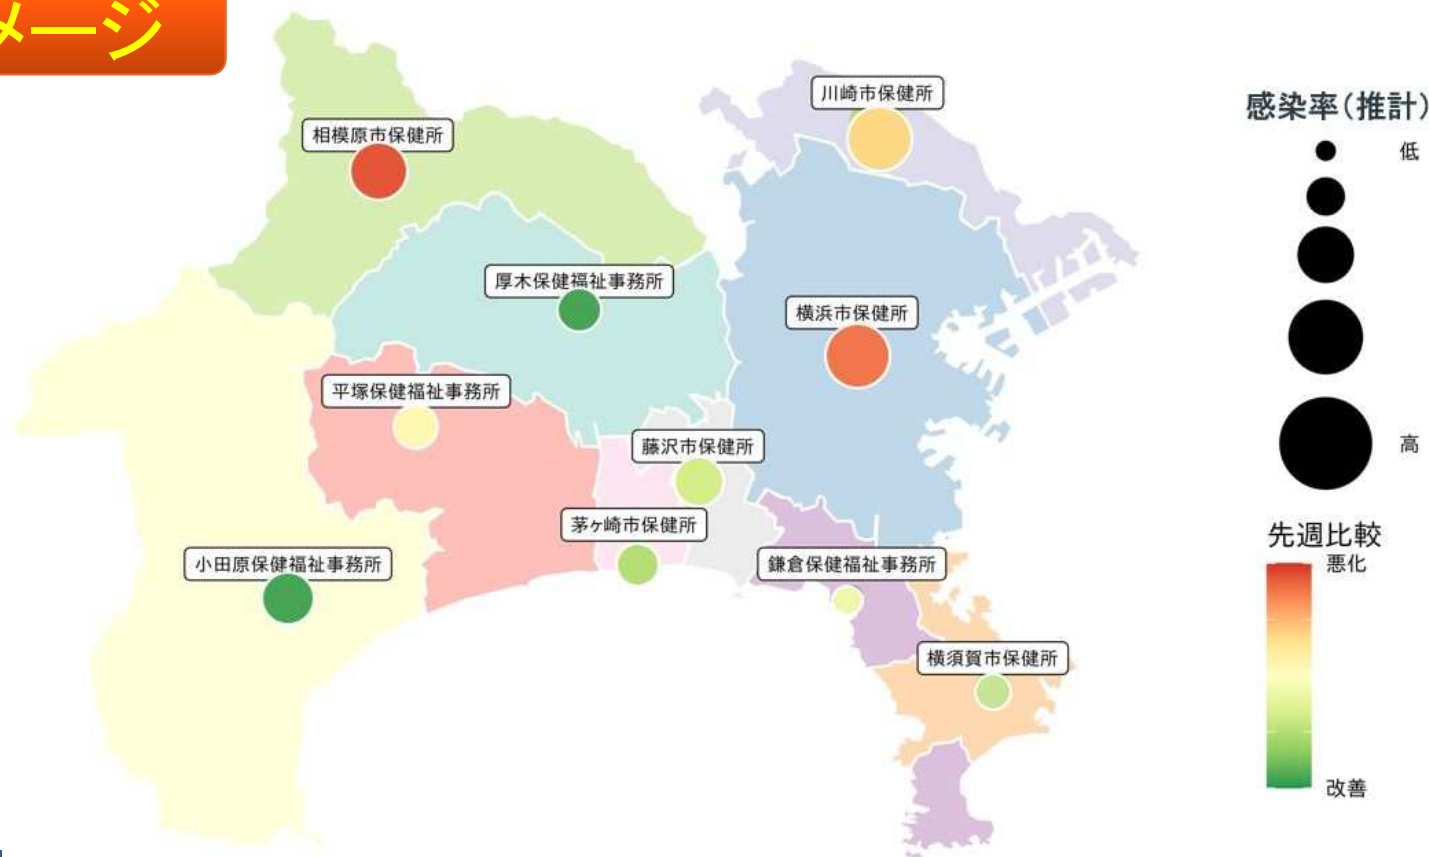 メージ
川崎市保健所
相模原市保健所
厚木保健福祉事務所
横浜市保健所
平塚保健福祉事務所
藤沢市保健所
茅ヶ崎市保健所
小田原保健福祉事務所
鎌倉保健福祉事務所
横須賀市保健所
感染率(推計)
低
高
先週比較
悪化
改善